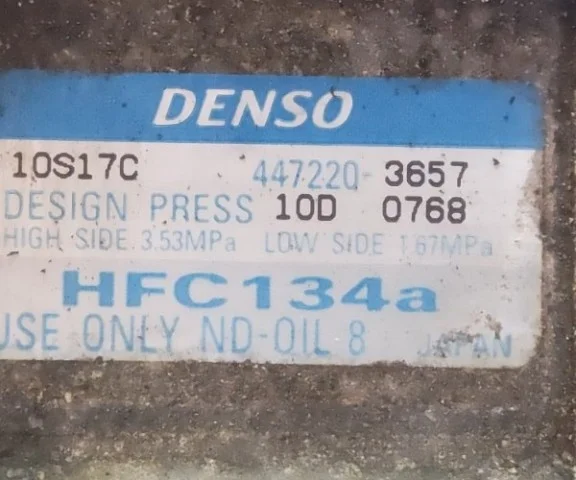 DENSO
10S17C 447220-3657
DESIGN PRESS 10D 0768
HIGH SIDE 3.53MPa LOW SIDE 1.67MPa
HFC134a
USE ONLY ND-OIL 8 JAPAN